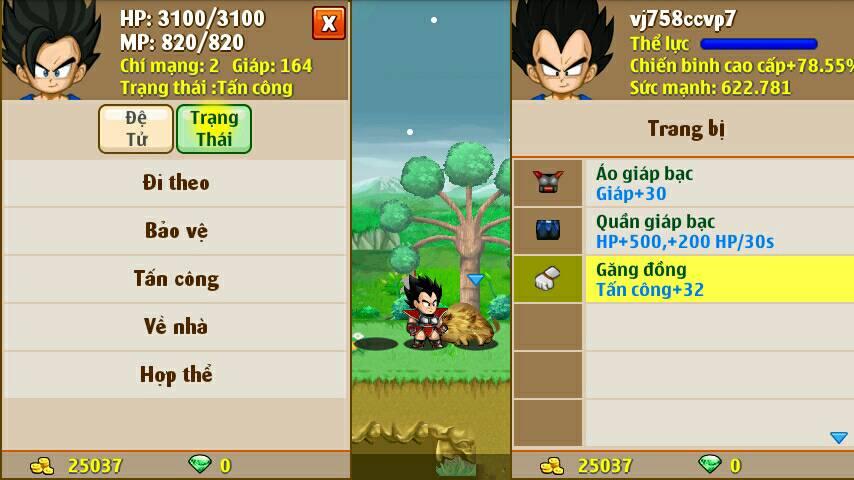 HP: 3100/3100
MP: 820/820
Chí mạng: 2 Giáp: 164
Trạng thái :Tấn công
X
Đệ
Tử
Trạng
Thái
Đi theo
Bảo vệ
Tấn công
Về nhà
Hợp thể
25037
0
vj758ccvp7
Thể lực
Chiến binh cao cấp+78.55%
Sức mạnh: 622.781
Trang bị
Áo giáp bạc
Giáp+30
Quần giáp bạc
HP+500,+200 HP/30s
Găng đồng
Tấn công+32
25037
0